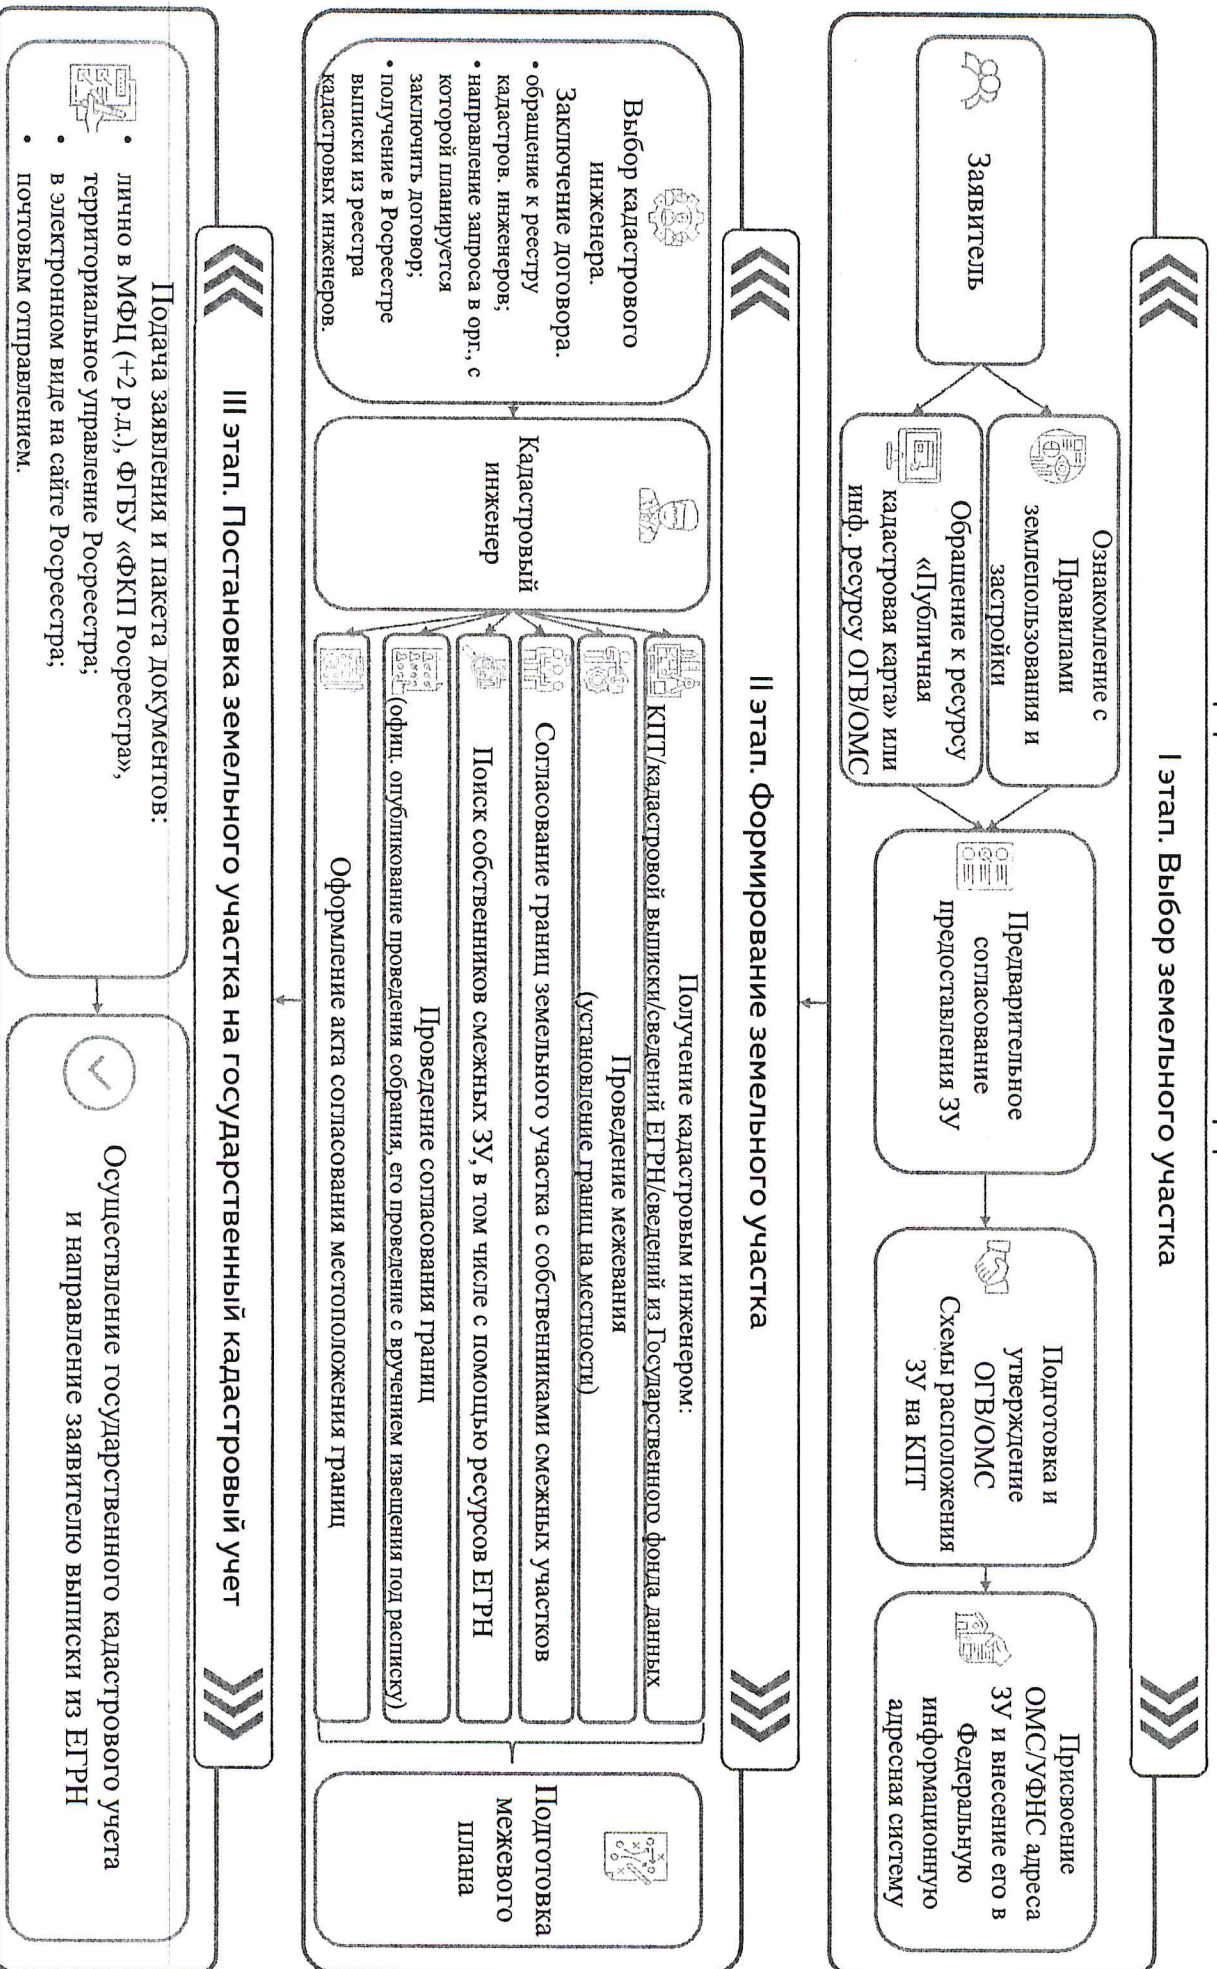 I этап. Выбор земельного участка
Заявитель
Ознакомление с
Правилами
землепользования и
застройки
Обращение к ресурсу
«Публичная
кадастровая карта» или
инф. ресурсу ОГВ/ОМС
Предварительное
согласование
предоставления ЗУ
Подготовка и
утверждение
ОГВ/ОМС
Схемы расположения
ЗУ на КПТ
Присвоение
ОМС/УФНС адреса
ЗУ и внесение его в
Федеральную
информационную
адресная систему
II этап. Формирование земельного участка
Выбор кадастрового
инженера.
Заключение договора.
• обращение к реестру
кадастров. инженеров;
• направление запроса в орг., с
которой планируется
заключить договор;
• получение в Росреестре
выписки из реестра
кадастровых инженеров.
Кадастровый
инженер
Получение кадастровым инженером:
КПТ/кадастровой выписки/сведений ЕГРН/сведений из Государственного фонда данных
Проведение межевания
(установление границ на местности)
Согласование границ земельного участка с собственниками смежных участков
Поиск собственников смежных ЗУ, в том числе с помощью ресурсов ЕГРН
Проведение согласования границ
(офиц. опубликование проведения собрания, его проведение с вручением извещения под расписку)
Оформление акта согласования местоположения границ
Подготовка
межевого
плана
III этап. Постановка земельного участка на государственный кадастровый учет
Подача заявления и пакета документов:
• лично в МФЦ (+2 р.д.), ФГБУ «ФКП Росреестра»,
территориальное управление Росреестра;
• в электронном виде на сайте Росреестра;
• почтовым отправлением.
Осуществление государственного кадастрового учета
и направление заявителю выписки из ЕГРН